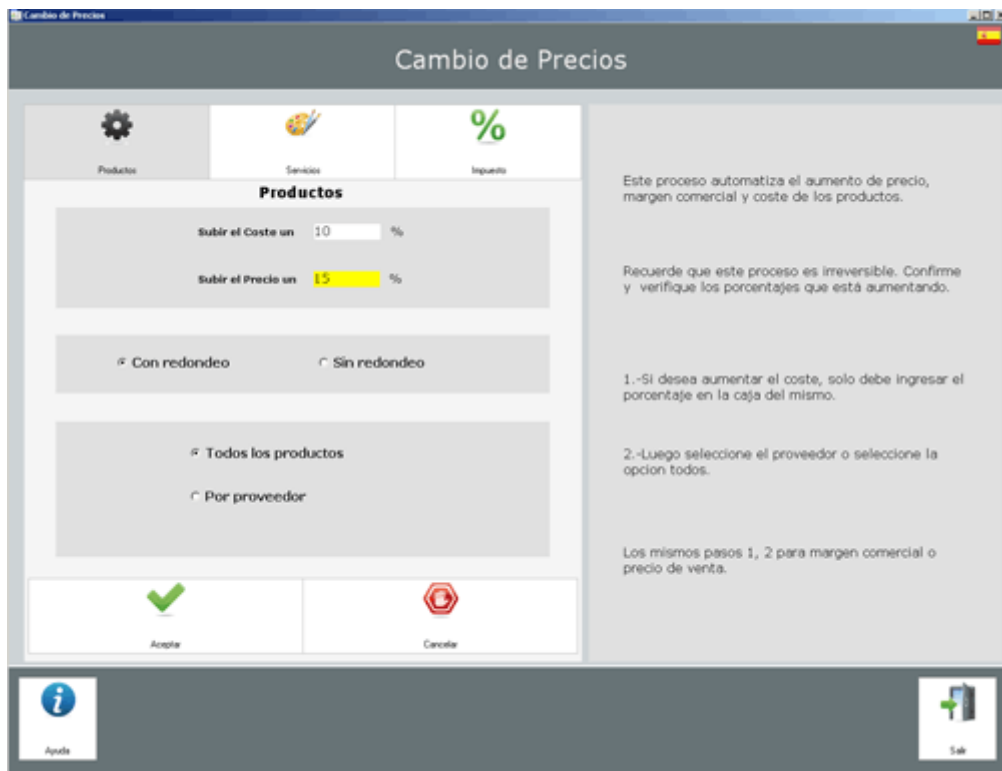 Cambio de Precios
Cambio de Precios
Productos
Servicios
Impuesto
Productos
Subir el Coste un 10 %
Subir el Precio un 15 %
Con redondeo Sin redondeo
Todos los productos
Por proveedor
Aceptar
Cancelar
Este proceso automatiza el aumento de precio,
margen comercial y coste de los productos.
Recuerde que este proceso es irreversible. Confirme
y verifique los porcentajes que está aumentando.
1.-Si desea aumentar el coste, solo debe ingresar el
porcentaje en la caja del mismo.
2.-Luego seleccione el proveedor o seleccione la
opcion todos.
Los mismos pasos 1, 2 para margen comercial o
precio de venta.
Ayuda
Salir